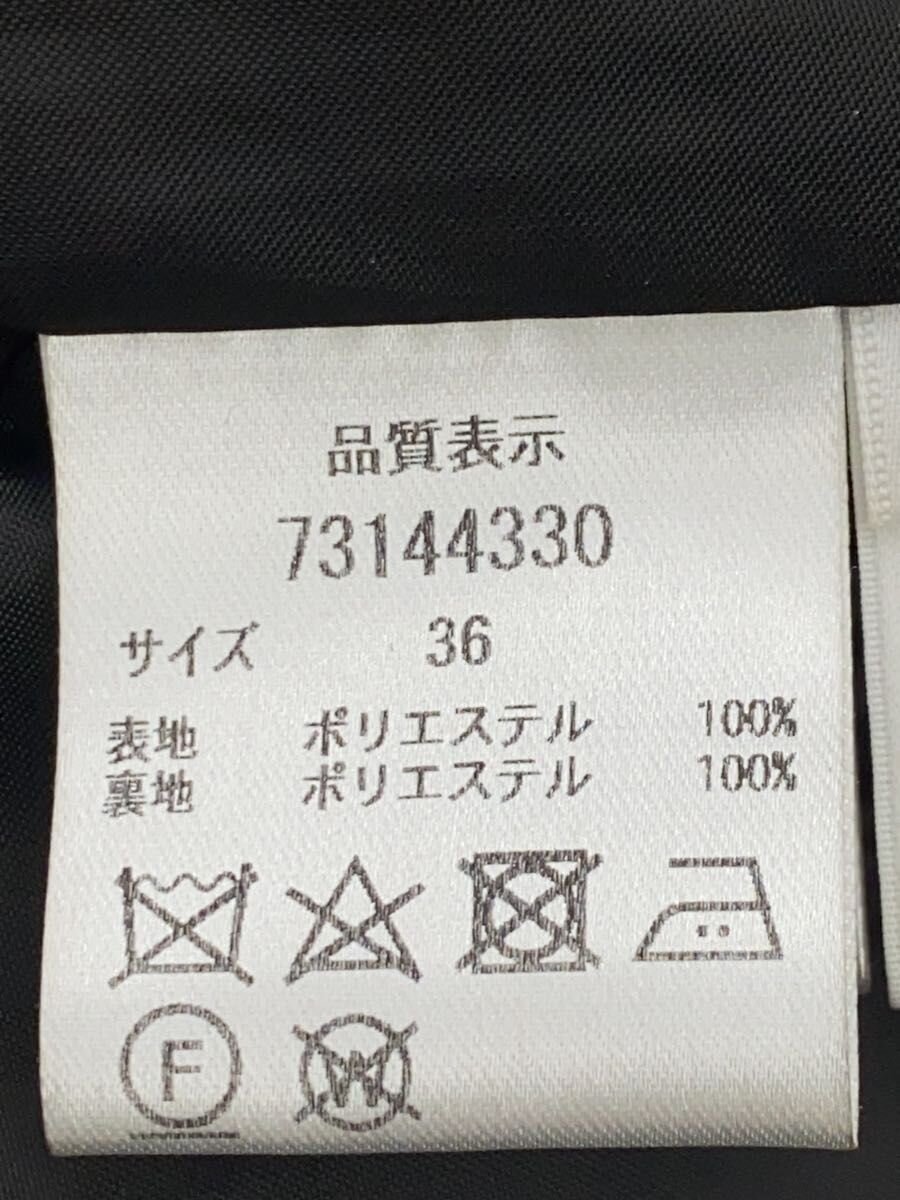 品質表示
73144330
サイズ 36
表地 ポリエステル 100%
裏地 ポリエステル 100%
F
W